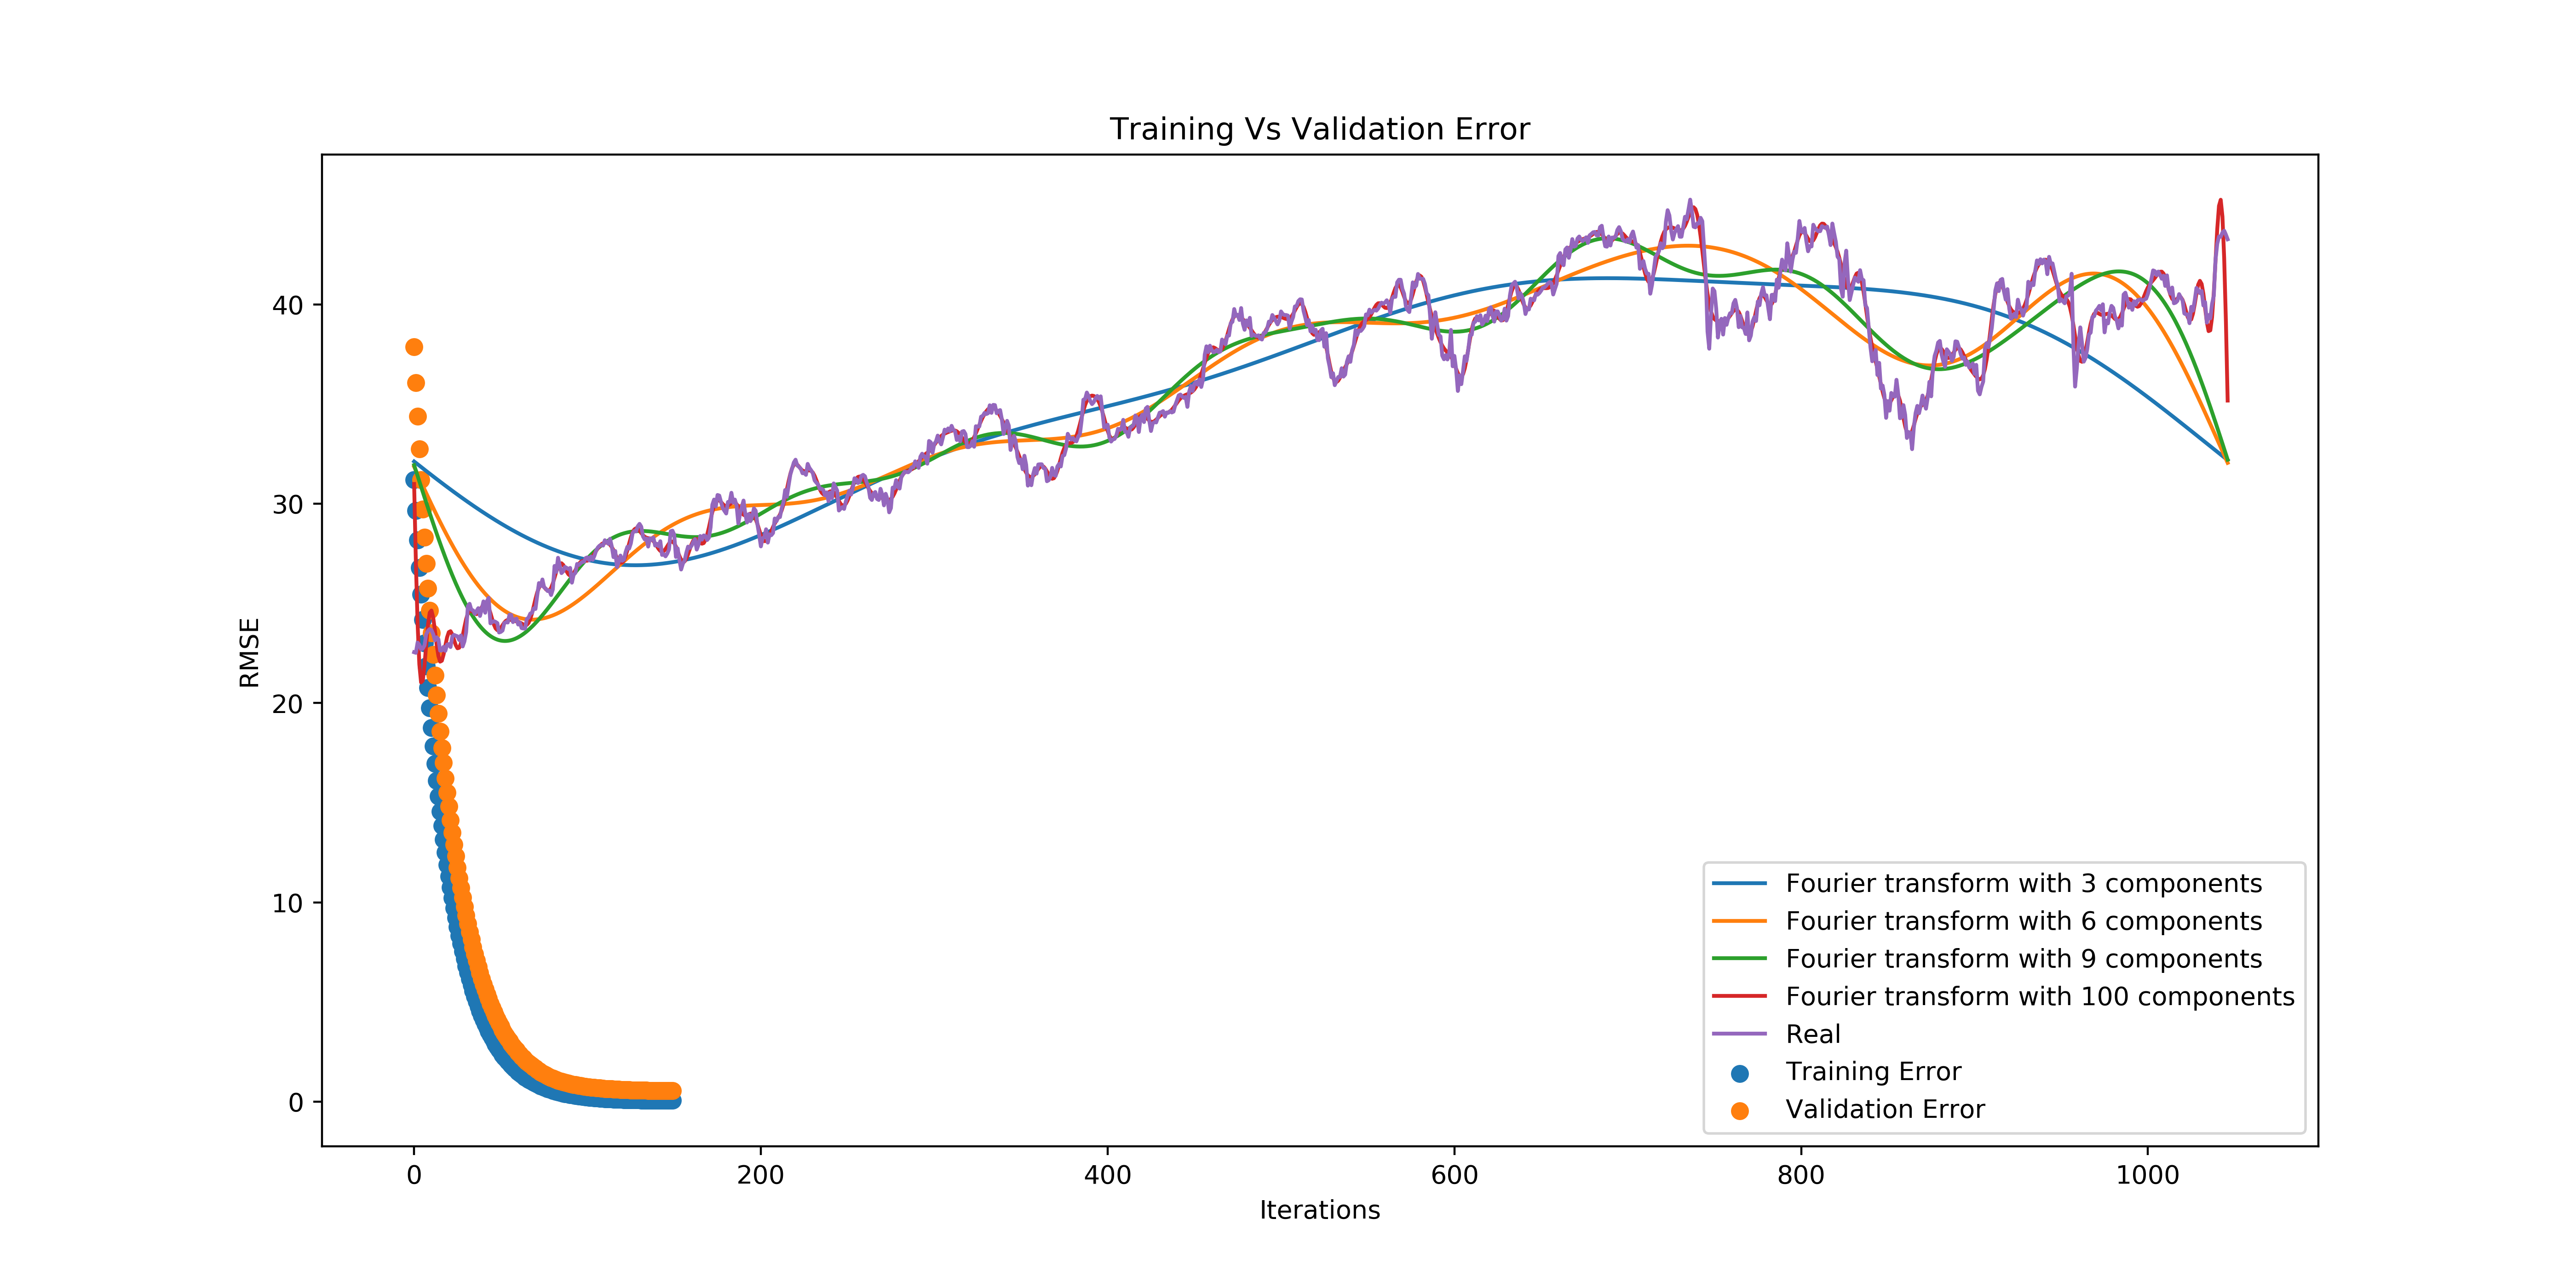 Training Vs Validation Error
RMSE
40
30
20
10
0
0 200 400 600 800 1000
Iterations
Fourier transform with 3 components
Fourier transform with 6 components
Fourier transform with 9 components
Fourier transform with 100 components
Real
Training Error
Validation Error